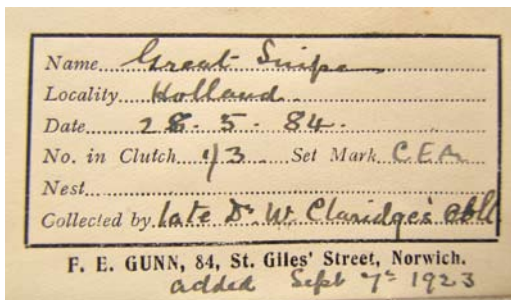 Name Great Snipe
Locality Holland.
Date 28. 5. 84.
No. in Clutch 1/3 Set Mark C.E.A.
Nest
Collected by late Dr W. Claridge's Coll
F. E. GUNN, 84, St. Giles' Street, Norwich.
added Sept 7th 1923